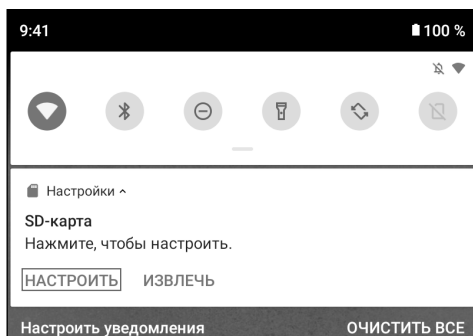 9:41
100 %
Настройки
SD-карта
Нажмите, чтобы настроить.
НАСТРОИТЬ ИЗВЛЕЧЬ
Настроить уведомления ОЧИСТИТЬ ВСЕ